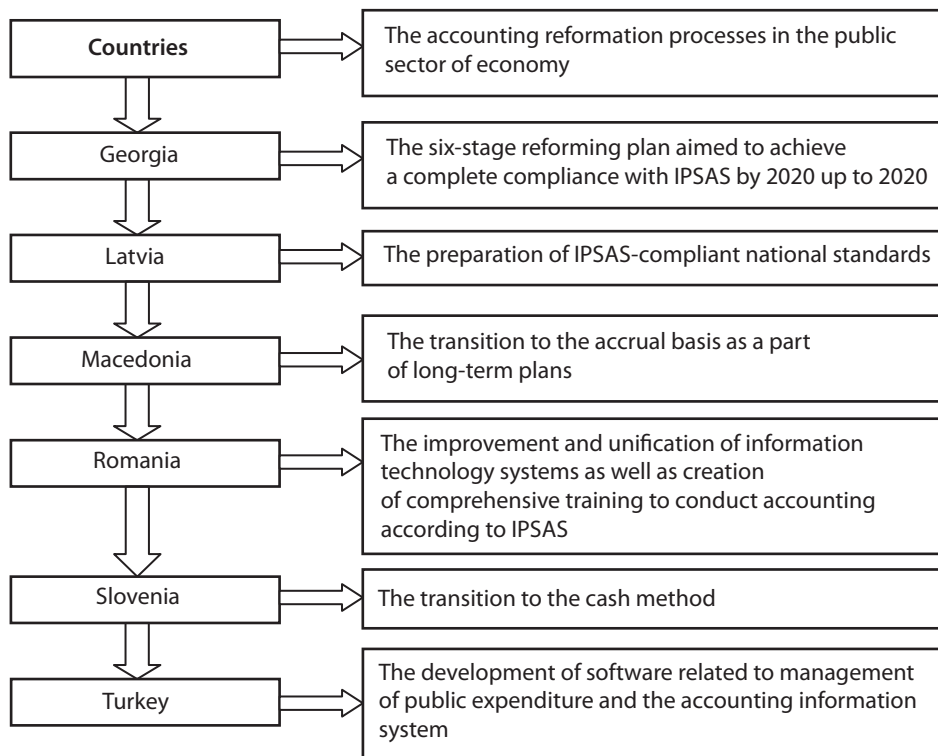 Countries
The accounting reformation processes in the public
sector of economy
Georgia
The six-stage reforming plan aimed to achieve
a complete compliance with IPSAS by 2020 up to 2020
Latvia
The preparation of IPSAS-compliant national standards
Macedonia
The transition to the accrual basis as a part
of long-term plans
Romania
The improvement and unification of information
technology systems as well as creation
of comprehensive training to conduct accounting
according to IPSAS
Slovenia
The transition to the cash method
Turkey
The development of software related to management
of public expenditure and the accounting information
system